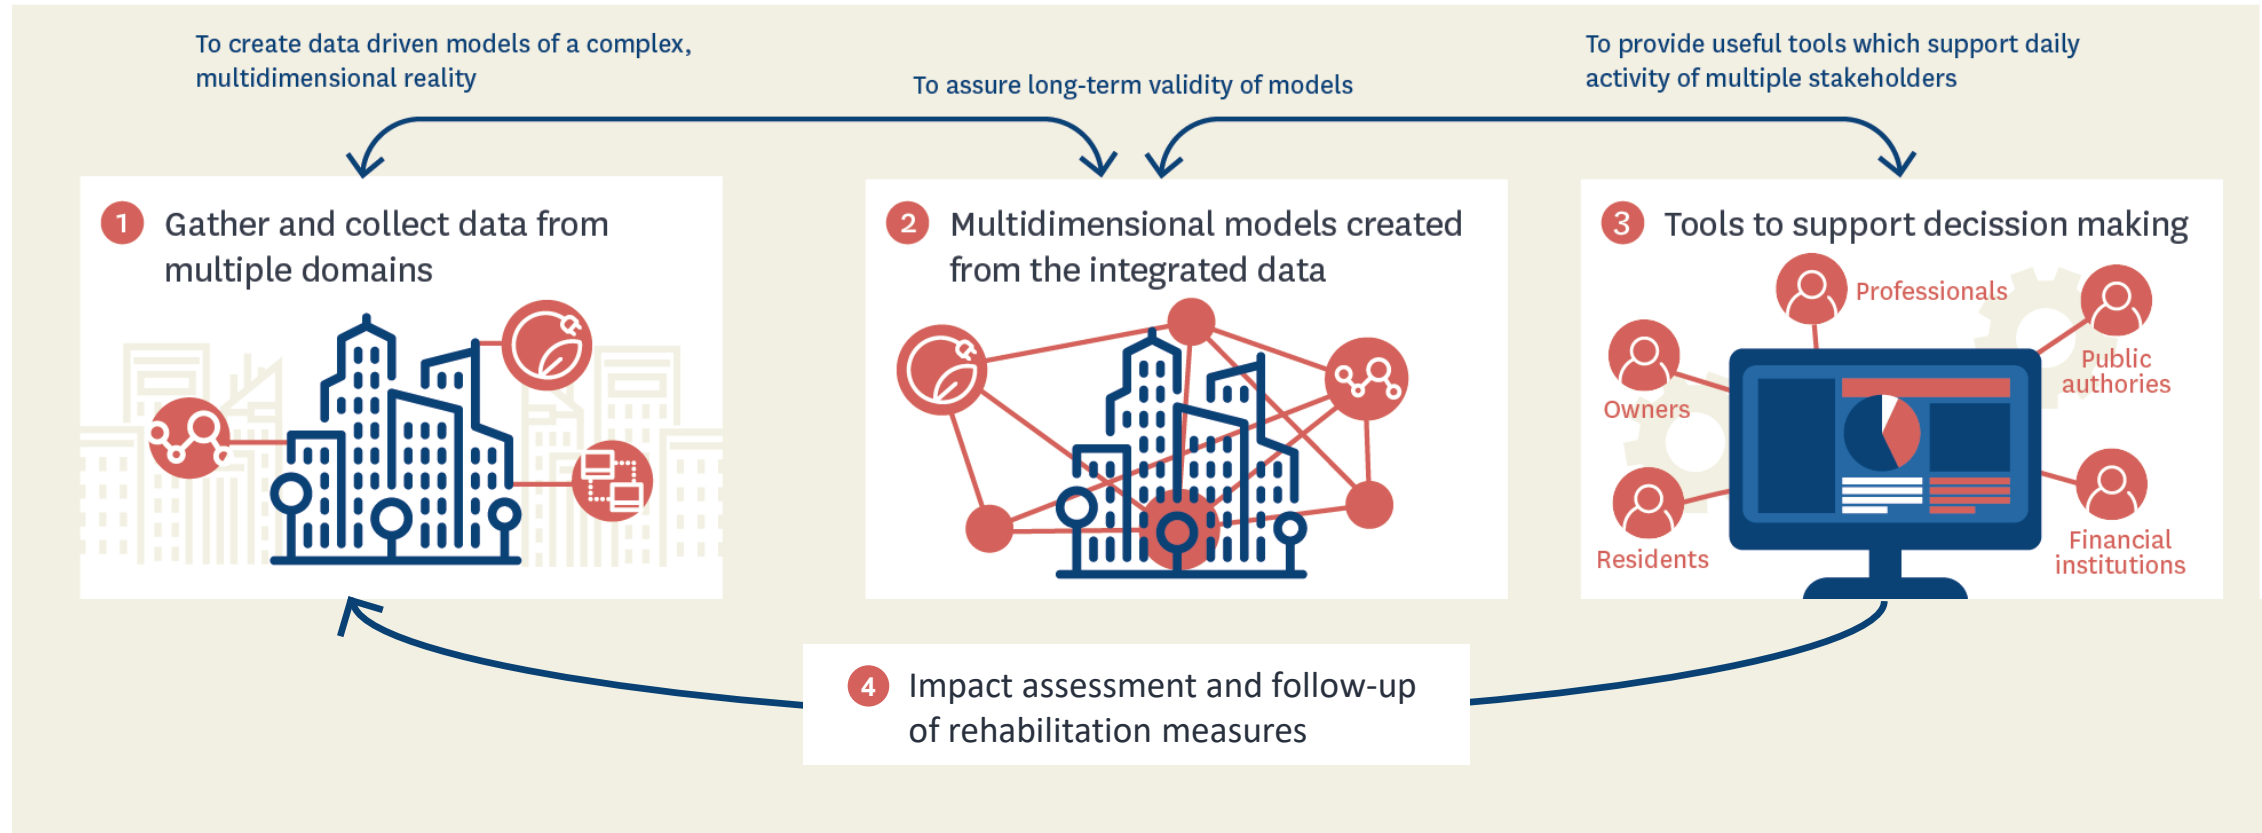 To create data driven models of a complex,
multidimensional reality
To assure long-term validity of models
To provide useful tools which support daily
activity of multiple stakeholders
1 Gather and collect data from
multiple domains
2 Multidimensional models created
from the integrated data
3 Tools to support decission making
Professionals
Public
authories
Owners
Residents
Financial
institutions
4 Impact assessment and follow-up
of rehabilitation measures